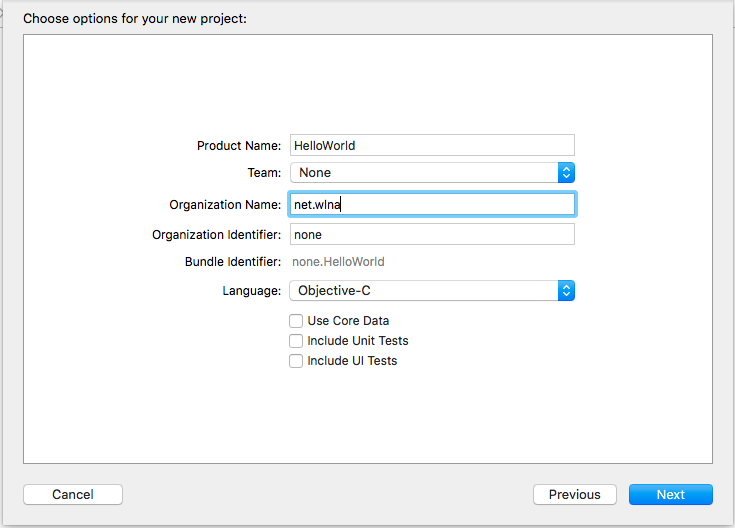 Choose options for your new project:
Product Name: HelloWorld
Team: None
Organization Name: net.wlna
Organization Identifier: none
Bundle Identifier: none.HelloWorld
Language: Objective-C
Use Core Data
Include Unit Tests
Include UI Tests
Cancel Previous Next